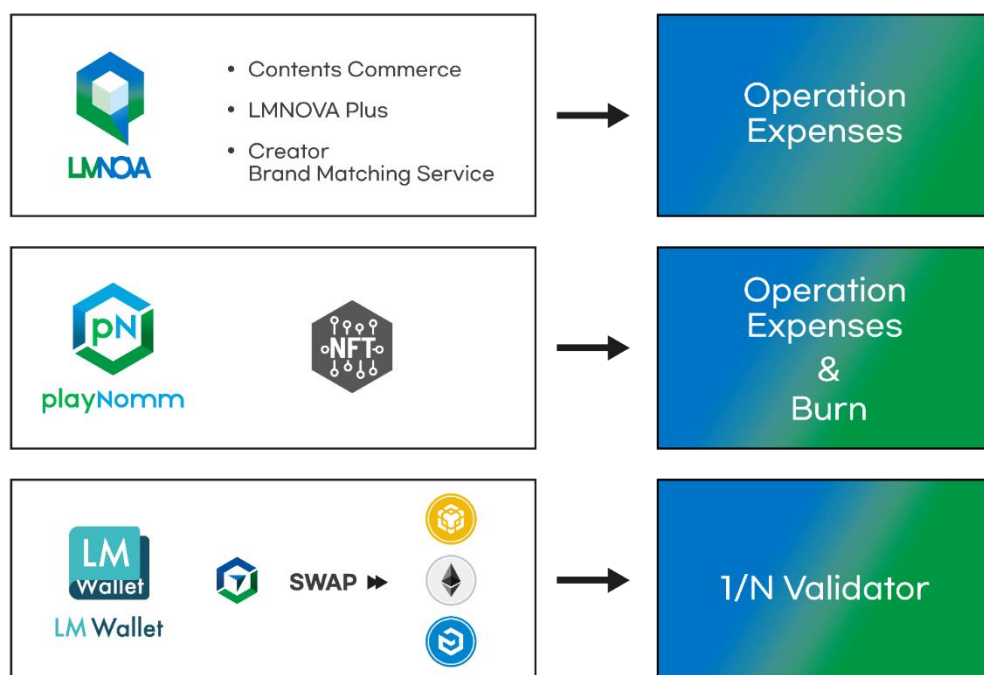 LMNOA
• Contents Commerce
• LMNOVA Plus
• Creator
Brand Matching Service
Operation
Expenses
pN
playNomm
NFT
Operation
Expenses
&
Burn
LM
Wallet
LM Wallet
SWAP
1/N Validator